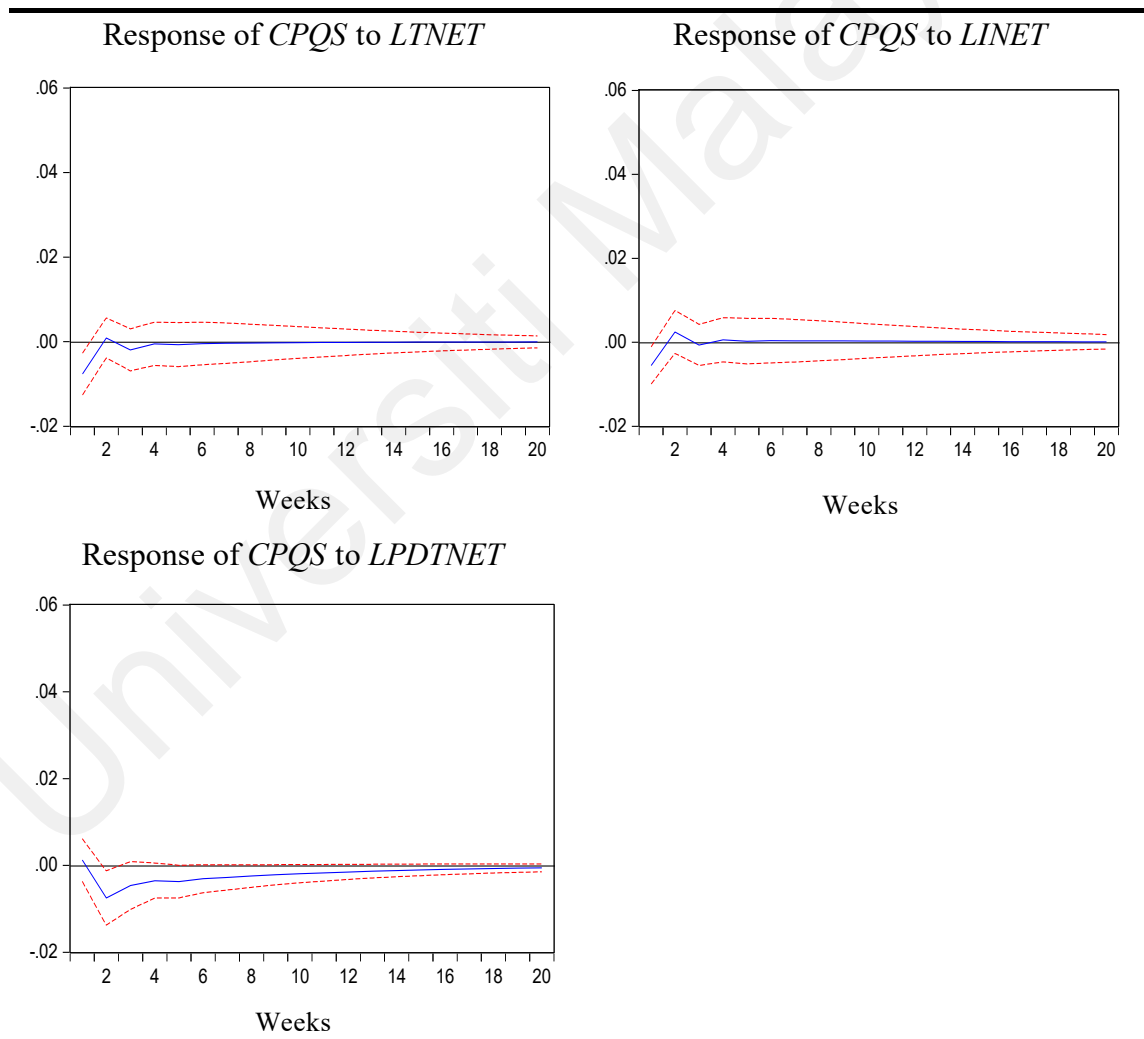 Response of CPQS to LTNET
.06
.04
.02
.00
-.02
2 4 6 8 10 12 14 16 18 20
Weeks
Response of CPQS to LINET
.06
.04
.02
.00
-.02
2 4 6 8 10 12 14 16 18 20
Weeks
Response of CPQS to LPDTNET
.06
.04
.02
.00
-.02
2 4 6 8 10 12 14 16 18 20
Weeks
Universiti Malay